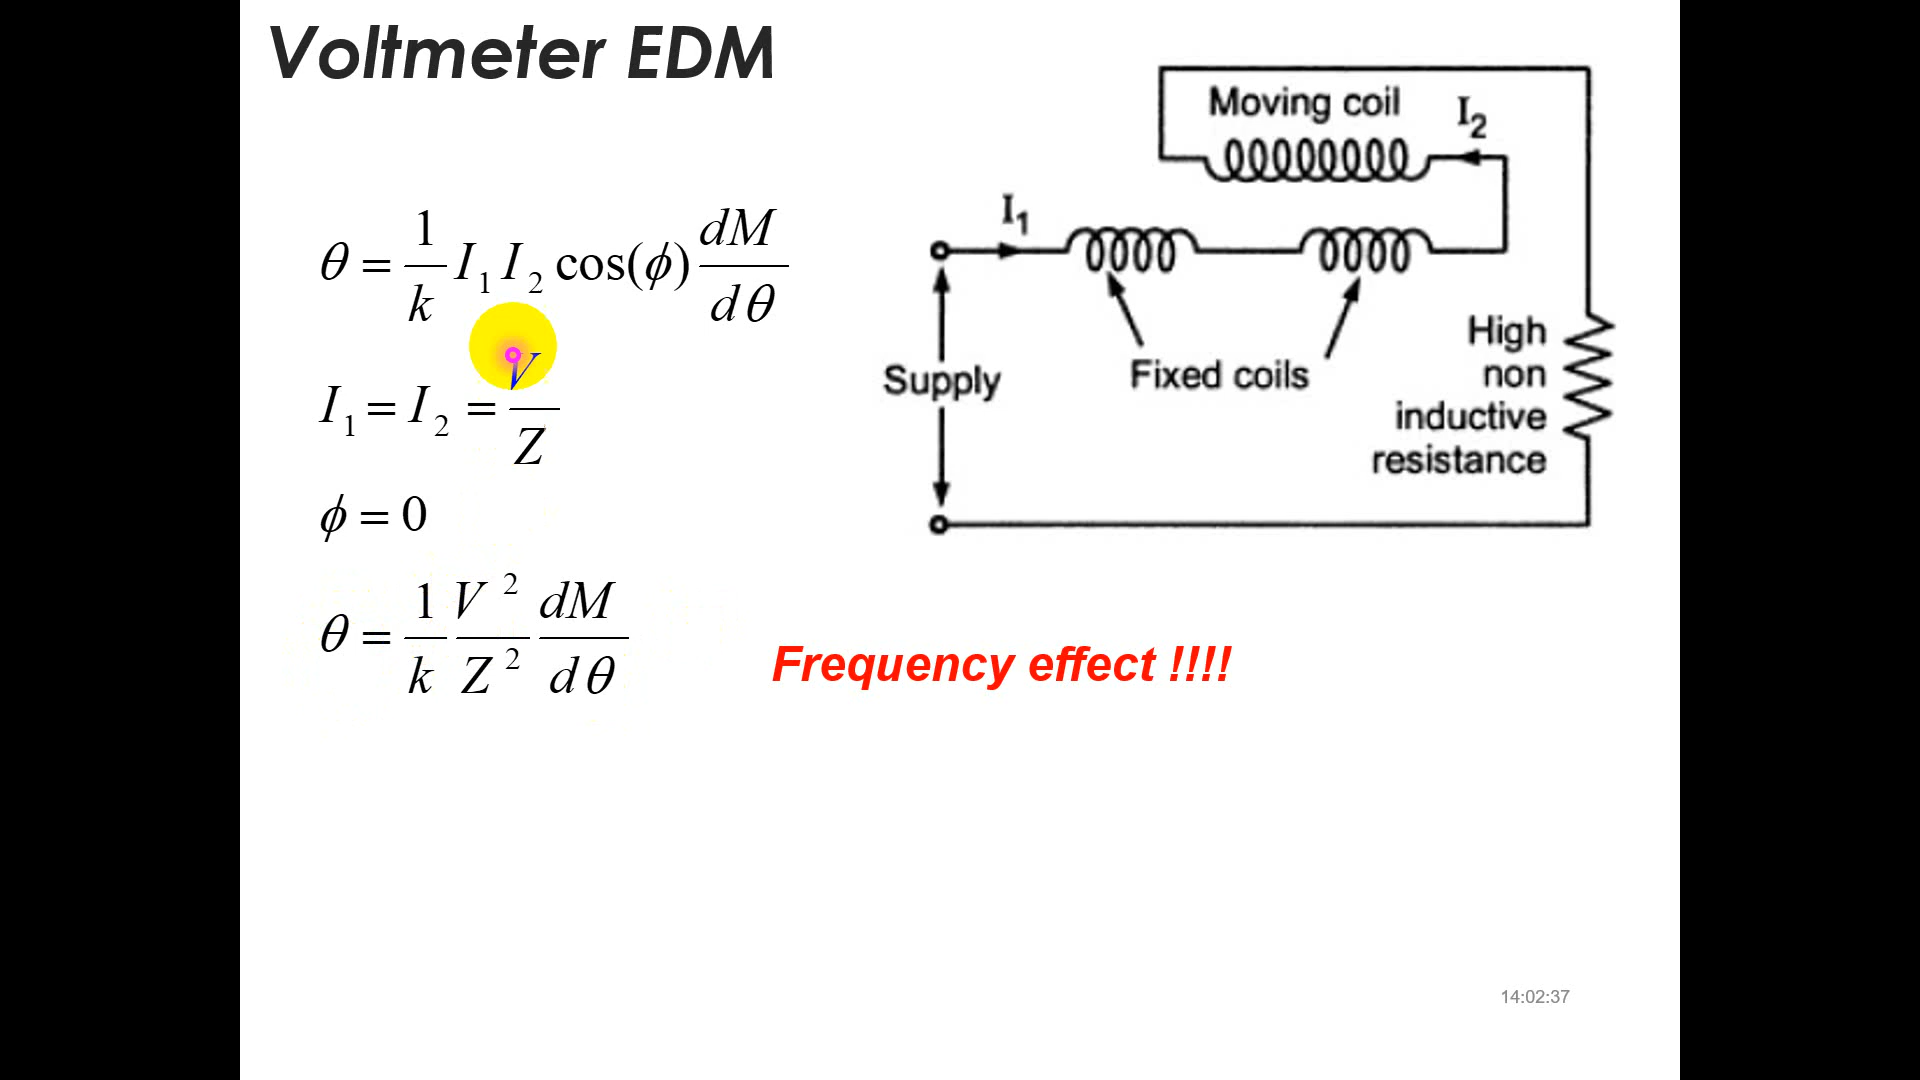 Voltmeter EDM
θ = 1/k I₁ I₂ cos(ϕ) dM/dθ
I₁ = I₂ = V/Z
ϕ = 0
θ = 1/k V²/Z² dM/dθ
Frequency effect !!!!
Moving coil
I₂
I₁
Supply
Fixed coils
High
non
inductive
resistance
14:02:37